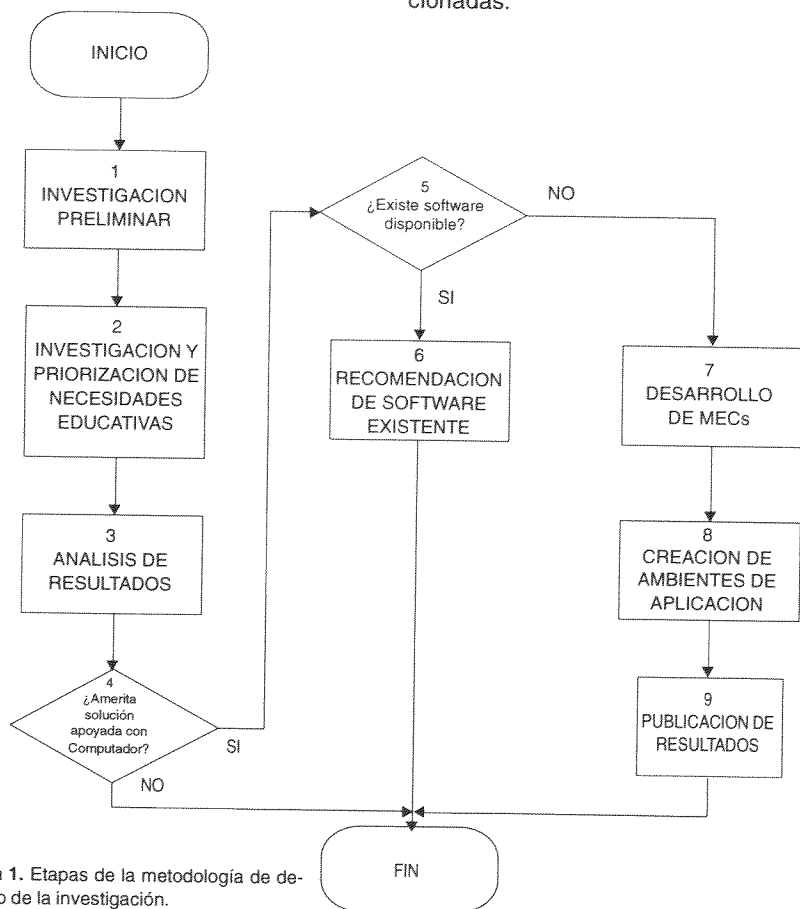 cionadas.
INICIO
1
INVESTIGACION
PRELIMINAR
2
INVESTIGACION Y
PRIORIZACION DE
NECESIDADES
EDUCATIVAS
3
ANALISIS DE
RESULTADOS
4
¿Amerita
solución
apoyada con
Computador?
SI
NO
5
¿Existe software
disponible?
NO
SI
6
RECOMENDACION
DE SOFTWARE
EXISTENTE
7
DESARROLLO
DE MECs
8
CREACION DE
AMBIENTES DE
APLICACION
9
PUBLICACION DE
RESULTADOS
FIN
1. Etapas de la metodología de de-
de la investigación.